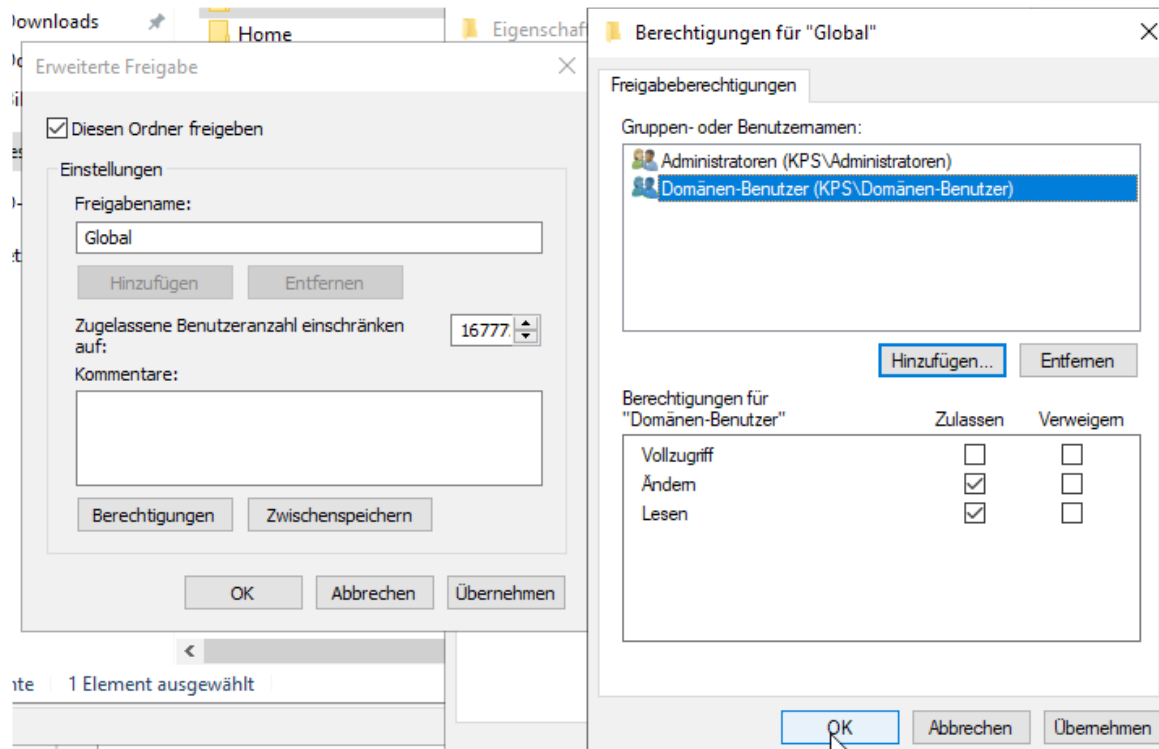 Downloads
Home
Eigenschaf
Erweiterte Freigabe
Diesen Ordner freigeben
Einstellungen
Freigabename:
Global
Hinzufügen
Entfernen
Zugelassene Benutzeranzahl einschränken
auf:
16777
Kommentare:
Berechtigungen
Zwischenspeichern
OK
Abbrechen
Übernehmen
1 Element ausgewählt
Berechtigungen für "Global"
Freigabeberechtigungen
Gruppen- oder Benutzernamen:
Administratoren (KPS\Administratoren)
Domänen-Benutzer (KPS\Domänen-Benutzer)
Hinzufügen...
Entfernen
Berechtigungen für
"Domänen-Benutzer"
Zulassen
Verweigern
Vollzugriff
Ändern
Lesen
OK
Abbrechen
Übernehmen